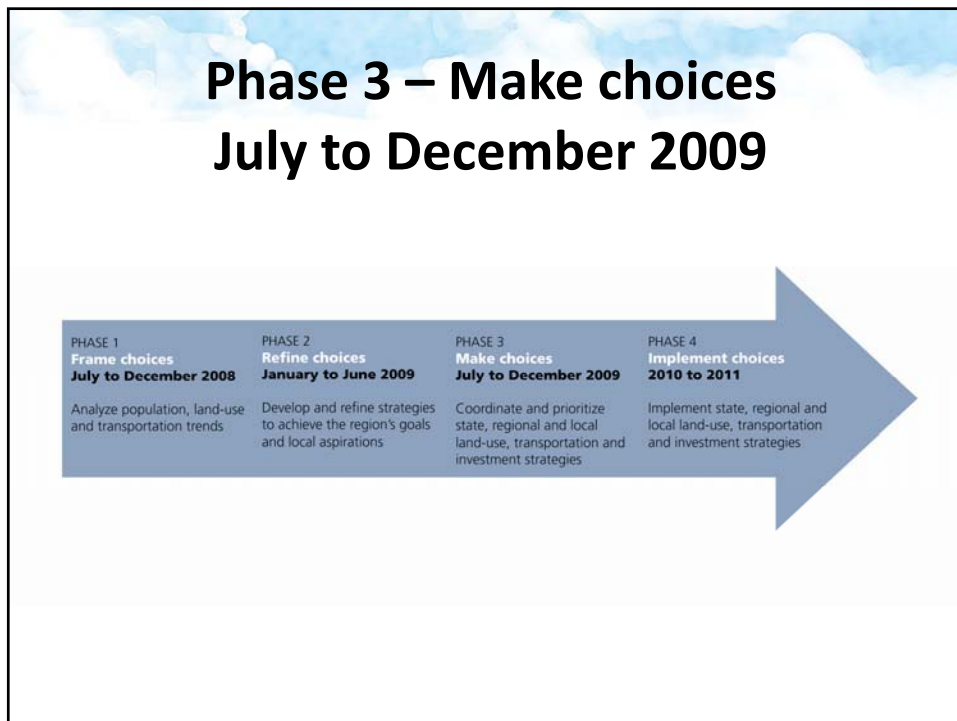 Phase 3 – Make choices
July to December 2009
PHASE 1
Frame choices
July to December 2008
Analyze population, land-use
and transportation trends
PHASE 2
Refine choices
January to June 2009
Develop and refine strategies
to achieve the region's goals
and local aspirations
PHASE 3
Make choices
July to December 2009
Coordinate and prioritize
state, regional and local
land-use, transportation and
investment strategies
PHASE 4
Implement choices
2010 to 2011
Implement state, regional and
local land-use, transportation
and investment strategies